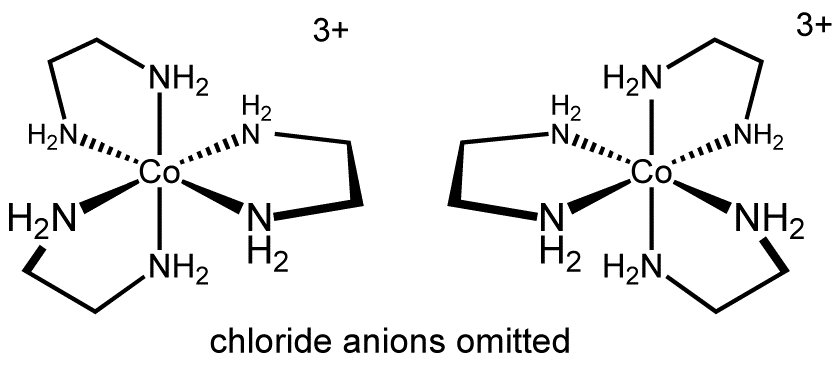 3+
3+
NH₂
H₂N
H₂
N
H₂
N
H₂N
NH₂
Co
Co
H₂N
N
H₂
N
H₂
NH₂
NH₂
H₂N
chloride anions omitted